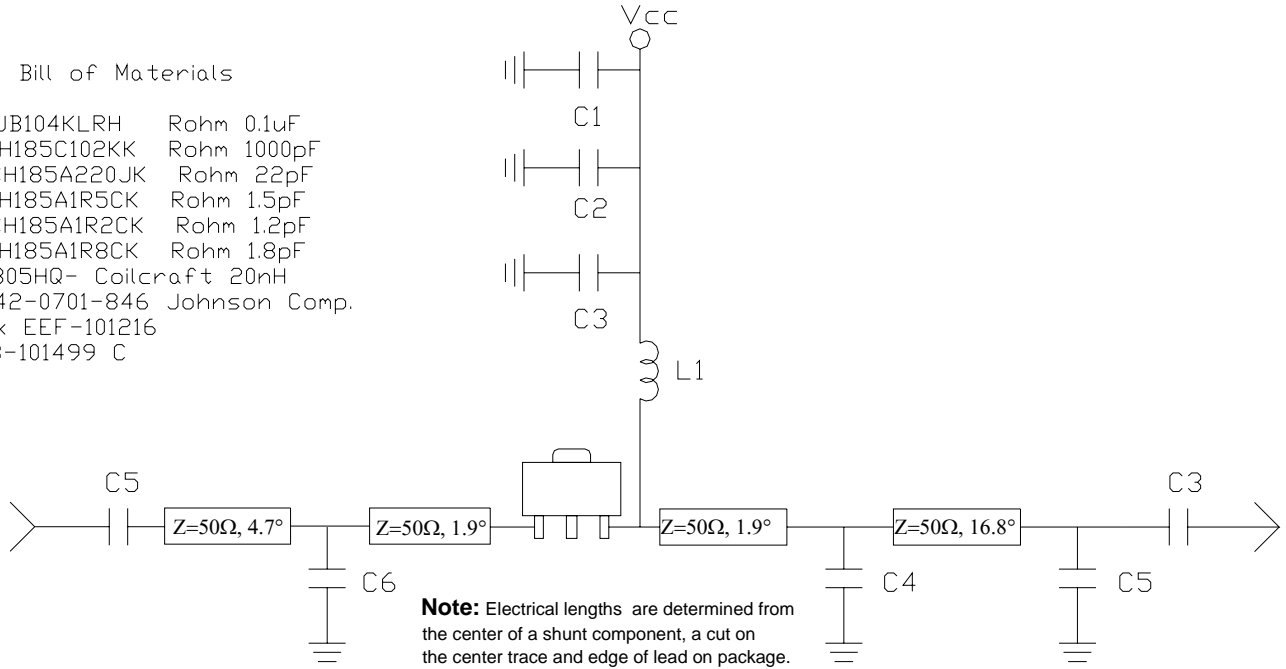 Vcc
Bill of Materials
JB104KLRH Rohm 0.1uF
H185C102KK Rohm 1000pF
CH185A220JK Rohm 22pF
H185A1R5CK Rohm 1.5pF
CH185A1R2CK Rohm 1.2pF
H185A1R8CK Rohm 1.8pF
805HQ- Coilcraft 20nH
42-0701-846 Johnson Comp.
x EEF-101216
-101499 C
C1
C2
C3
L1
C5
C3
Z=50Ω, 4.7°
Z=50Ω, 1.9°
Z=50Ω, 1.9°
Z=50Ω, 16.8°
C6
C4
C5
Note: Electrical lengths are determined from
the center of a shunt component, a cut on
the center trace and edge of lead on package.